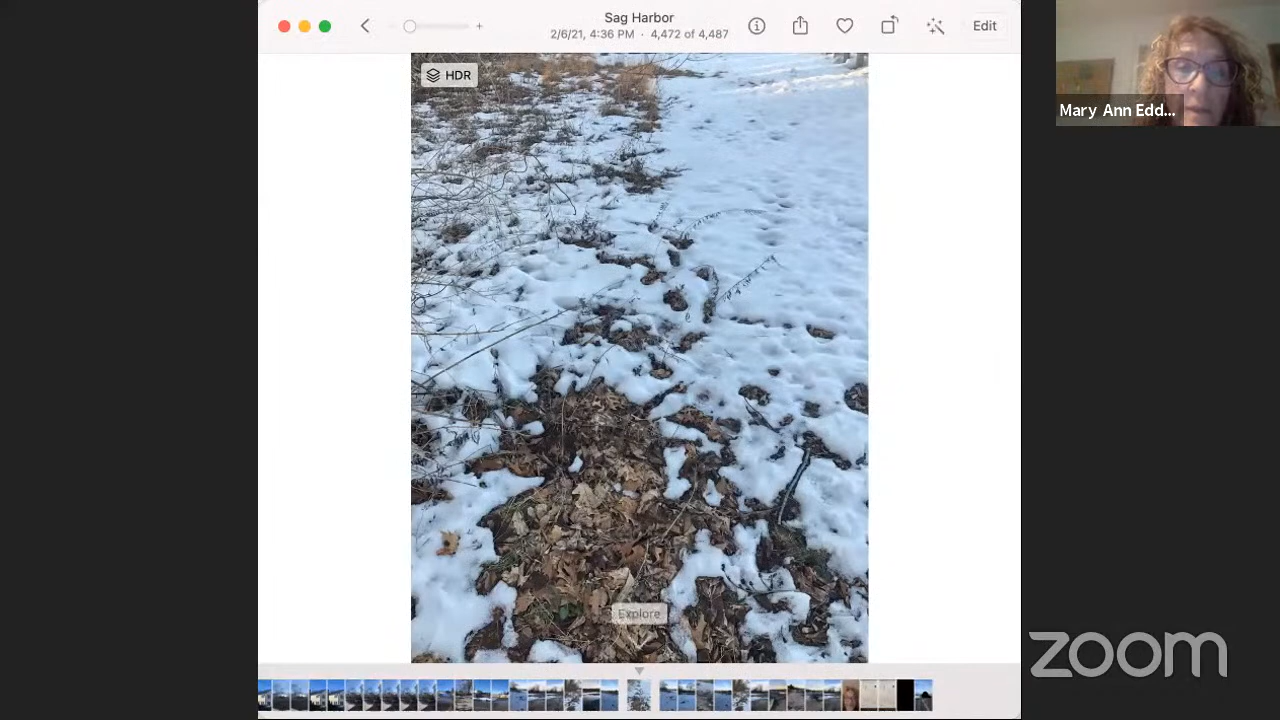 Sag Harbor
2/6/21, 4:36 PM · 4,472 of 4,487
Edit
HDR
Mary Ann Edd...
Explore
zoom